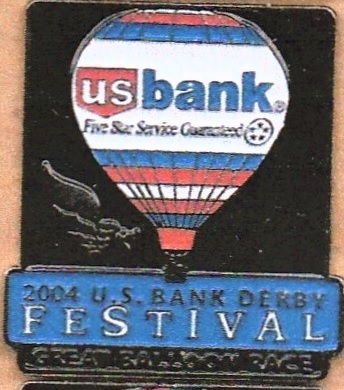 usbank®
Five Star Service Guaranteed
2004 U.S. BANK DERBY
FESTIVAL
GREAT BALLOON RACE